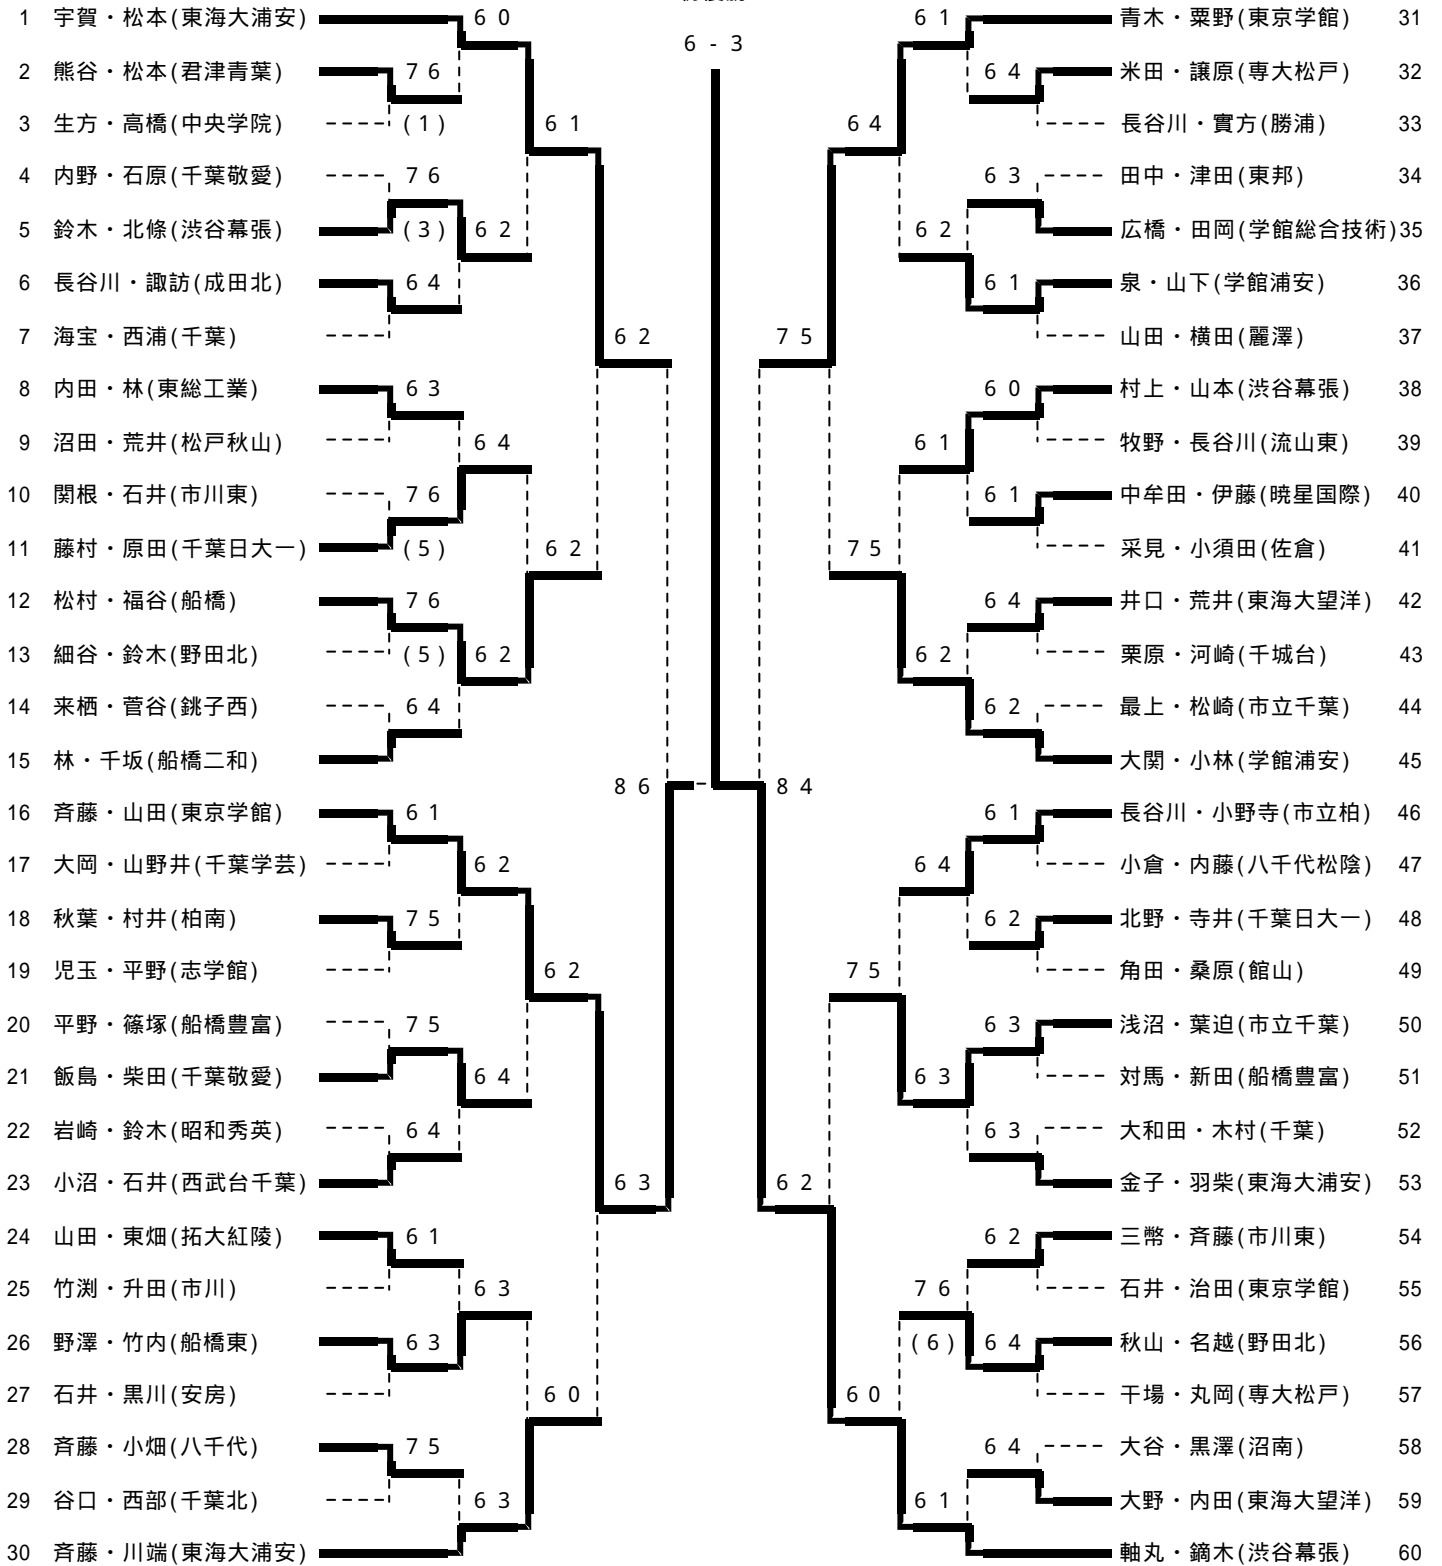 6 - 3
1 宇賀・松本(東海大浦安)
6 0
2 熊谷・松本(君津青葉)
7 6
3 生方・高橋(中央学院)
(1)
6 1
4 内野・石原(千葉敬愛)
7 6
5 鈴木・北條(渋谷幕張)
(3)
6 2
6 長谷川・諏訪(成田北)
6 4
7 海宝・西浦(千葉)
6 2
8 内田・林(東総工業)
6 3
9 沼田・荒井(松戸秋山)
6 4
10 関根・石井(市川東)
7 6
11 藤村・原田(千葉日大一)
(5)
6 2
12 松村・福谷(船橋)
7 6
13 細谷・鈴木(野田北)
(5)
6 2
14 来栖・菅谷(銚子西)
6 4
15 林・千坂(船橋二和)
8 6
16 斉藤・山田(東京学館)
6 1
17 大岡・山野井(千葉学芸)
6 2
18 秋葉・村井(柏南)
7 5
19 児玉・平野(志学館)
6 2
20 平野・篠塚(船橋豊富)
7 5
21 飯島・柴田(千葉敬愛)
6 4
22 岩崎・鈴木(昭和秀英)
6 4
23 小沼・石井(西武台千葉)
6 3
24 山田・東畑(拓大紅陵)
6 1
25 竹渕・升田(市川)
6 3
26 野澤・竹内(船橋東)
6 3
27 石井・黒川(安房)
6 0
28 斉藤・小畑(八千代)
7 5
29 谷口・西部(千葉北)
6 3
30 斉藤・川端(東海大浦安)
6 1
青木・粟野(東京学館) 31
6 4
米田・譲原(専大松戸) 32
6 4
長谷川・實方(勝浦) 33
6 3
田中・津田(東邦) 34
6 2
広橋・田岡(学館総合技術)35
6 1
泉・山下(学館浦安) 36
7 5
山田・横田(麗澤) 37
6 0
村上・山本(渋谷幕張) 38
6 1
牧野・長谷川(流山東) 39
6 1
中牟田・伊藤(暁星国際) 40
7 5
采見・小須田(佐倉) 41
6 4
井口・荒井(東海大望洋) 42
6 2
栗原・河崎(千城台) 43
6 2
最上・松崎(市立千葉) 44
大関・小林(学館浦安) 45
8 4
6 1
長谷川・小野寺(市立柏) 46
6 4
小倉・内藤(八千代松陰) 47
6 2
北野・寺井(千葉日大一) 48
7 5
角田・桑原(館山) 49
6 3
浅沼・葉迫(市立千葉) 50
6 3
対馬・新田(船橋豊富) 51
6 3
大和田・木村(千葉) 52
6 2
金子・羽柴(東海大浦安) 53
6 2
三幣・斉藤(市川東) 54
7 6
石井・治田(東京学館) 55
(6)
6 4
秋山・名越(野田北) 56
6 0
干場・丸岡(専大松戸) 57
6 4
大谷・黒澤(沼南) 58
6 1
大野・内田(東海大望洋) 59
軸丸・鏑木(渋谷幕張) 60